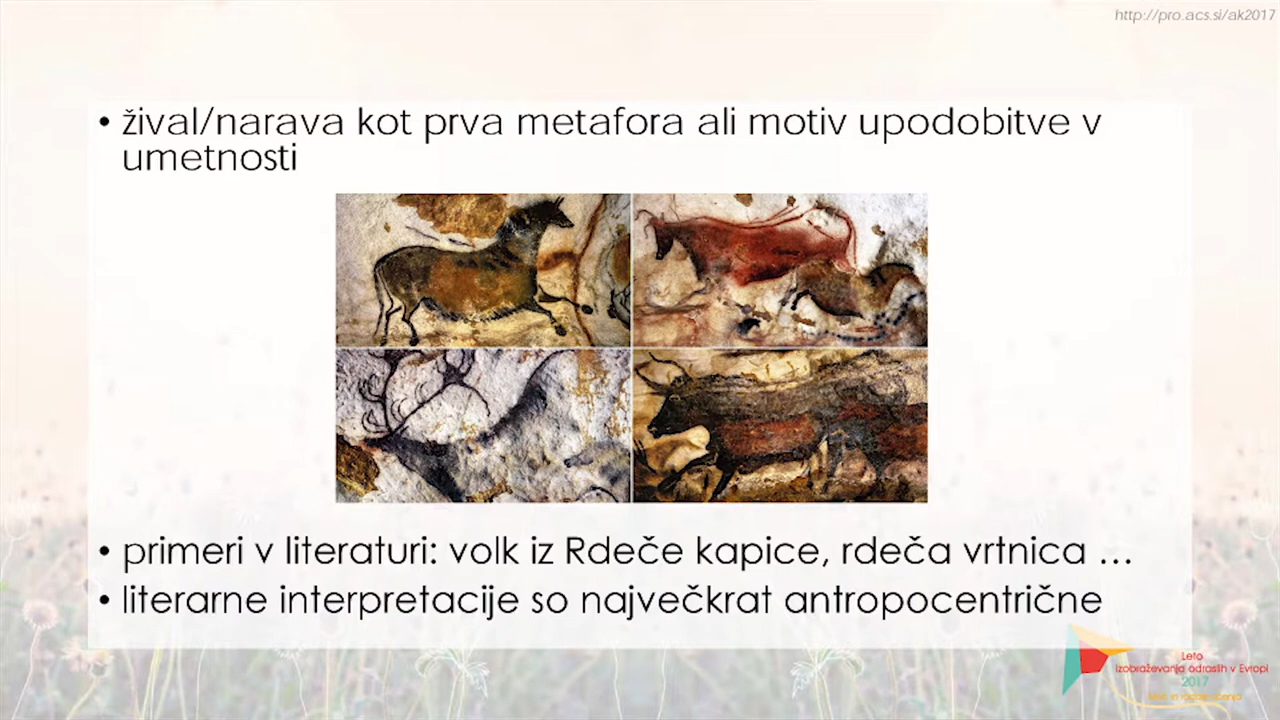 http://pro.acs.si/ak2017
• žival/narava kot prva metafora ali motiv upodobitve v
umetnosti
• primeri v literaturi: volk iz Rdeče kapice, rdeča vrtnica ...
• literarne interpretacije so največkrat antropocentrične
Leto
izobraževanja odraslih v Evropi
2017